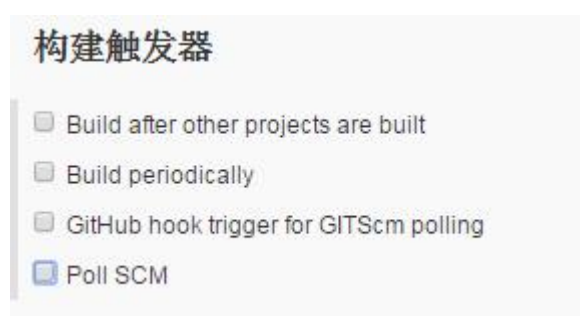 构建触发器
Build after other projects are built
Build periodically
GitHub hook trigger for GITScm polling
Poll SCM